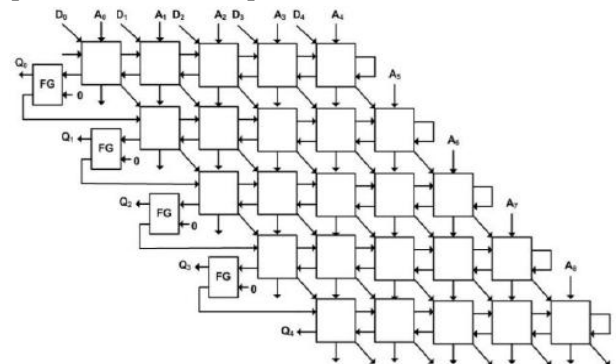 D0 A0 D1 A1 D2 A2 D3 A3 D4 A4
Q0 FG 0 A5
Q1 FG 0 A6
Q2 FG 0 A7
Q3 FG 0 A8
Q4